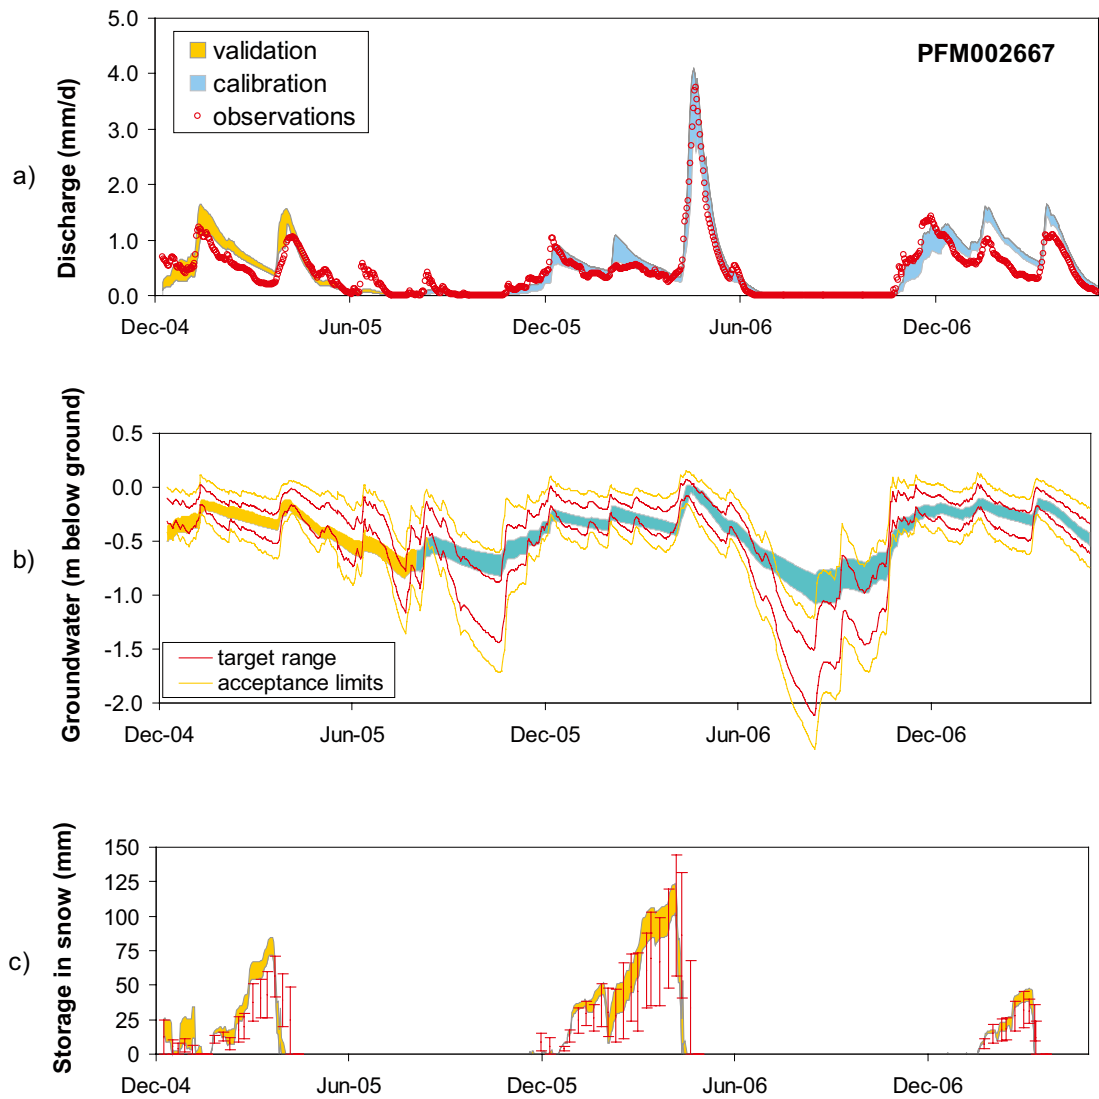 a)
Discharge (mm/d)
5.0
4.0
3.0
2.0
1.0
0.0
validation
calibration
observations
PFM002667
Dec-04 Jun-05 Dec-05 Jun-06 Dec-06
b)
Groundwater (m below ground)
0.5
0.0
-0.5
-1.0
-1.5
-2.0
target range
acceptance limits
Dec-04 Jun-05 Dec-05 Jun-06 Dec-06
c)
Storage in snow (mm)
150
125
100
75
50
25
0
Dec-04 Jun-05 Dec-05 Jun-06 Dec-06